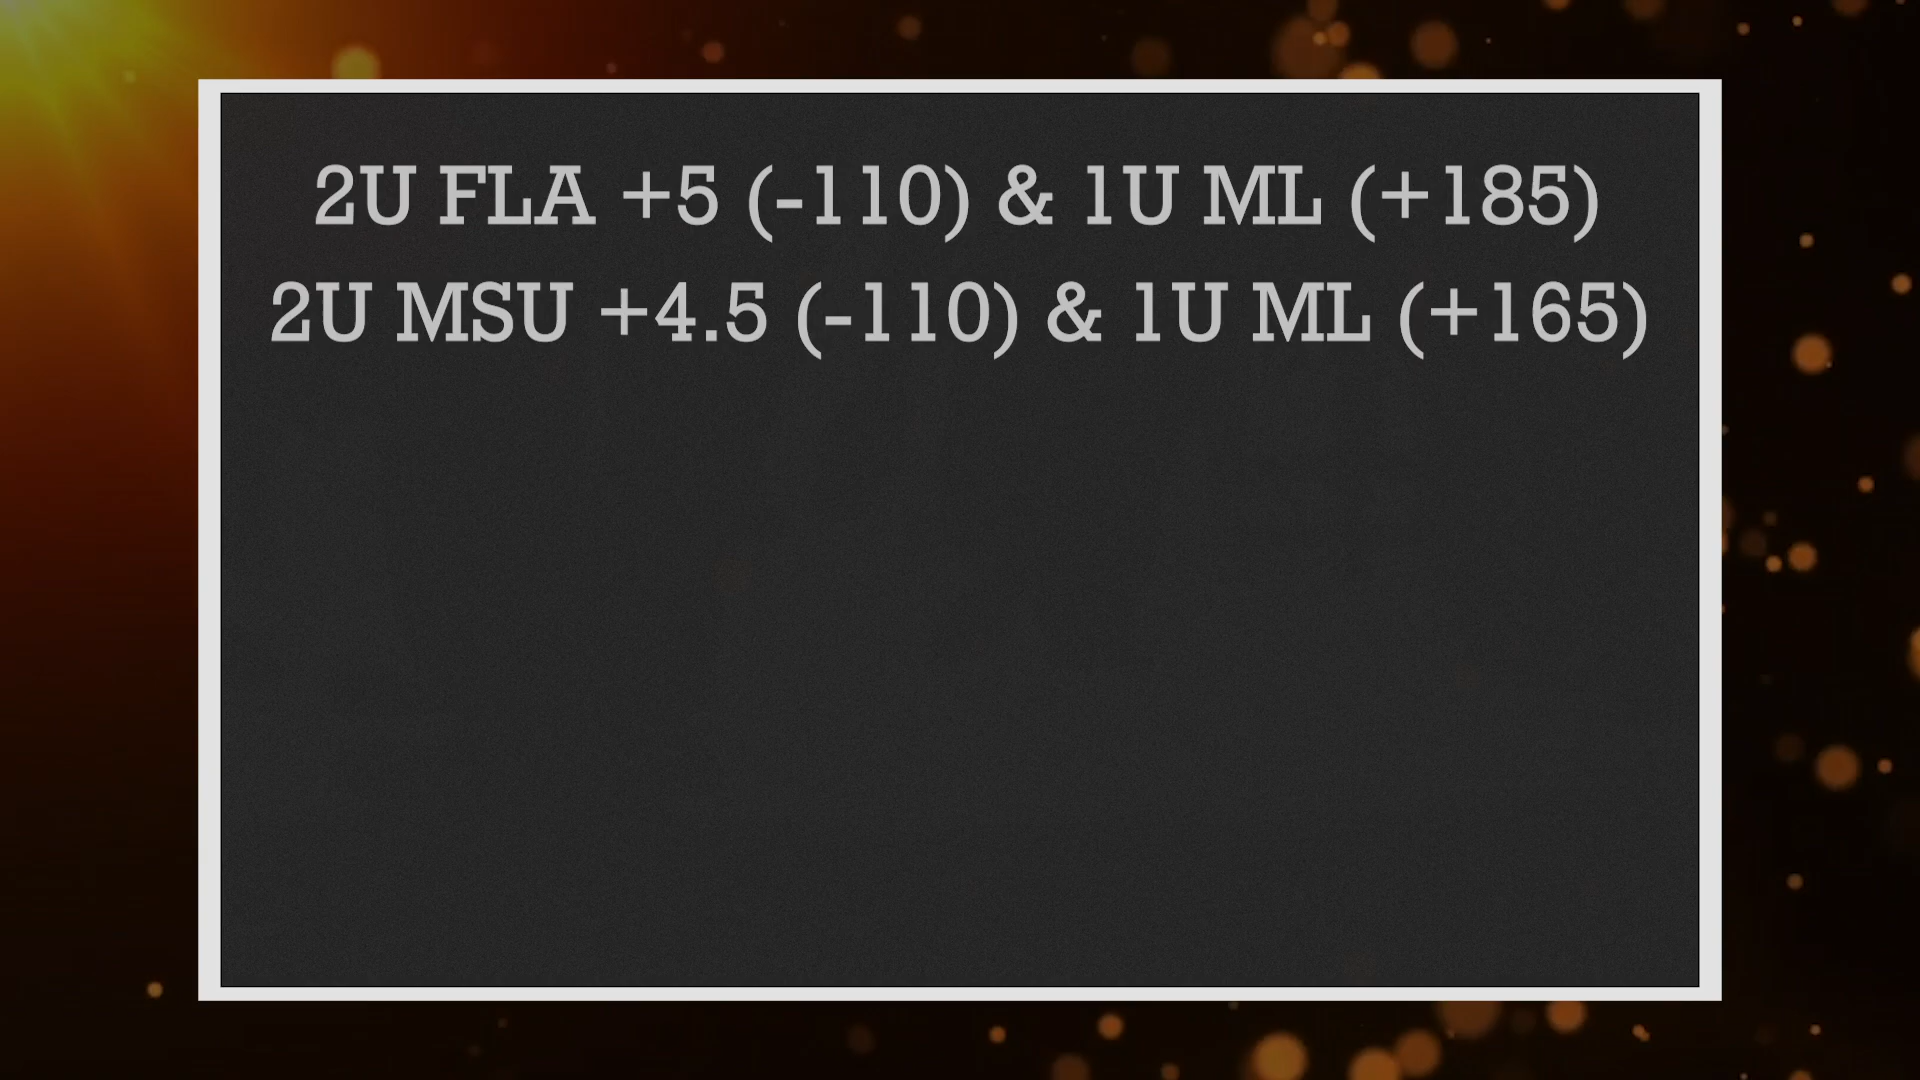 2U FLA +5 (-110) & 1U ML (+185)
2U MSU +4.5 (-110) & 1U ML (+165)